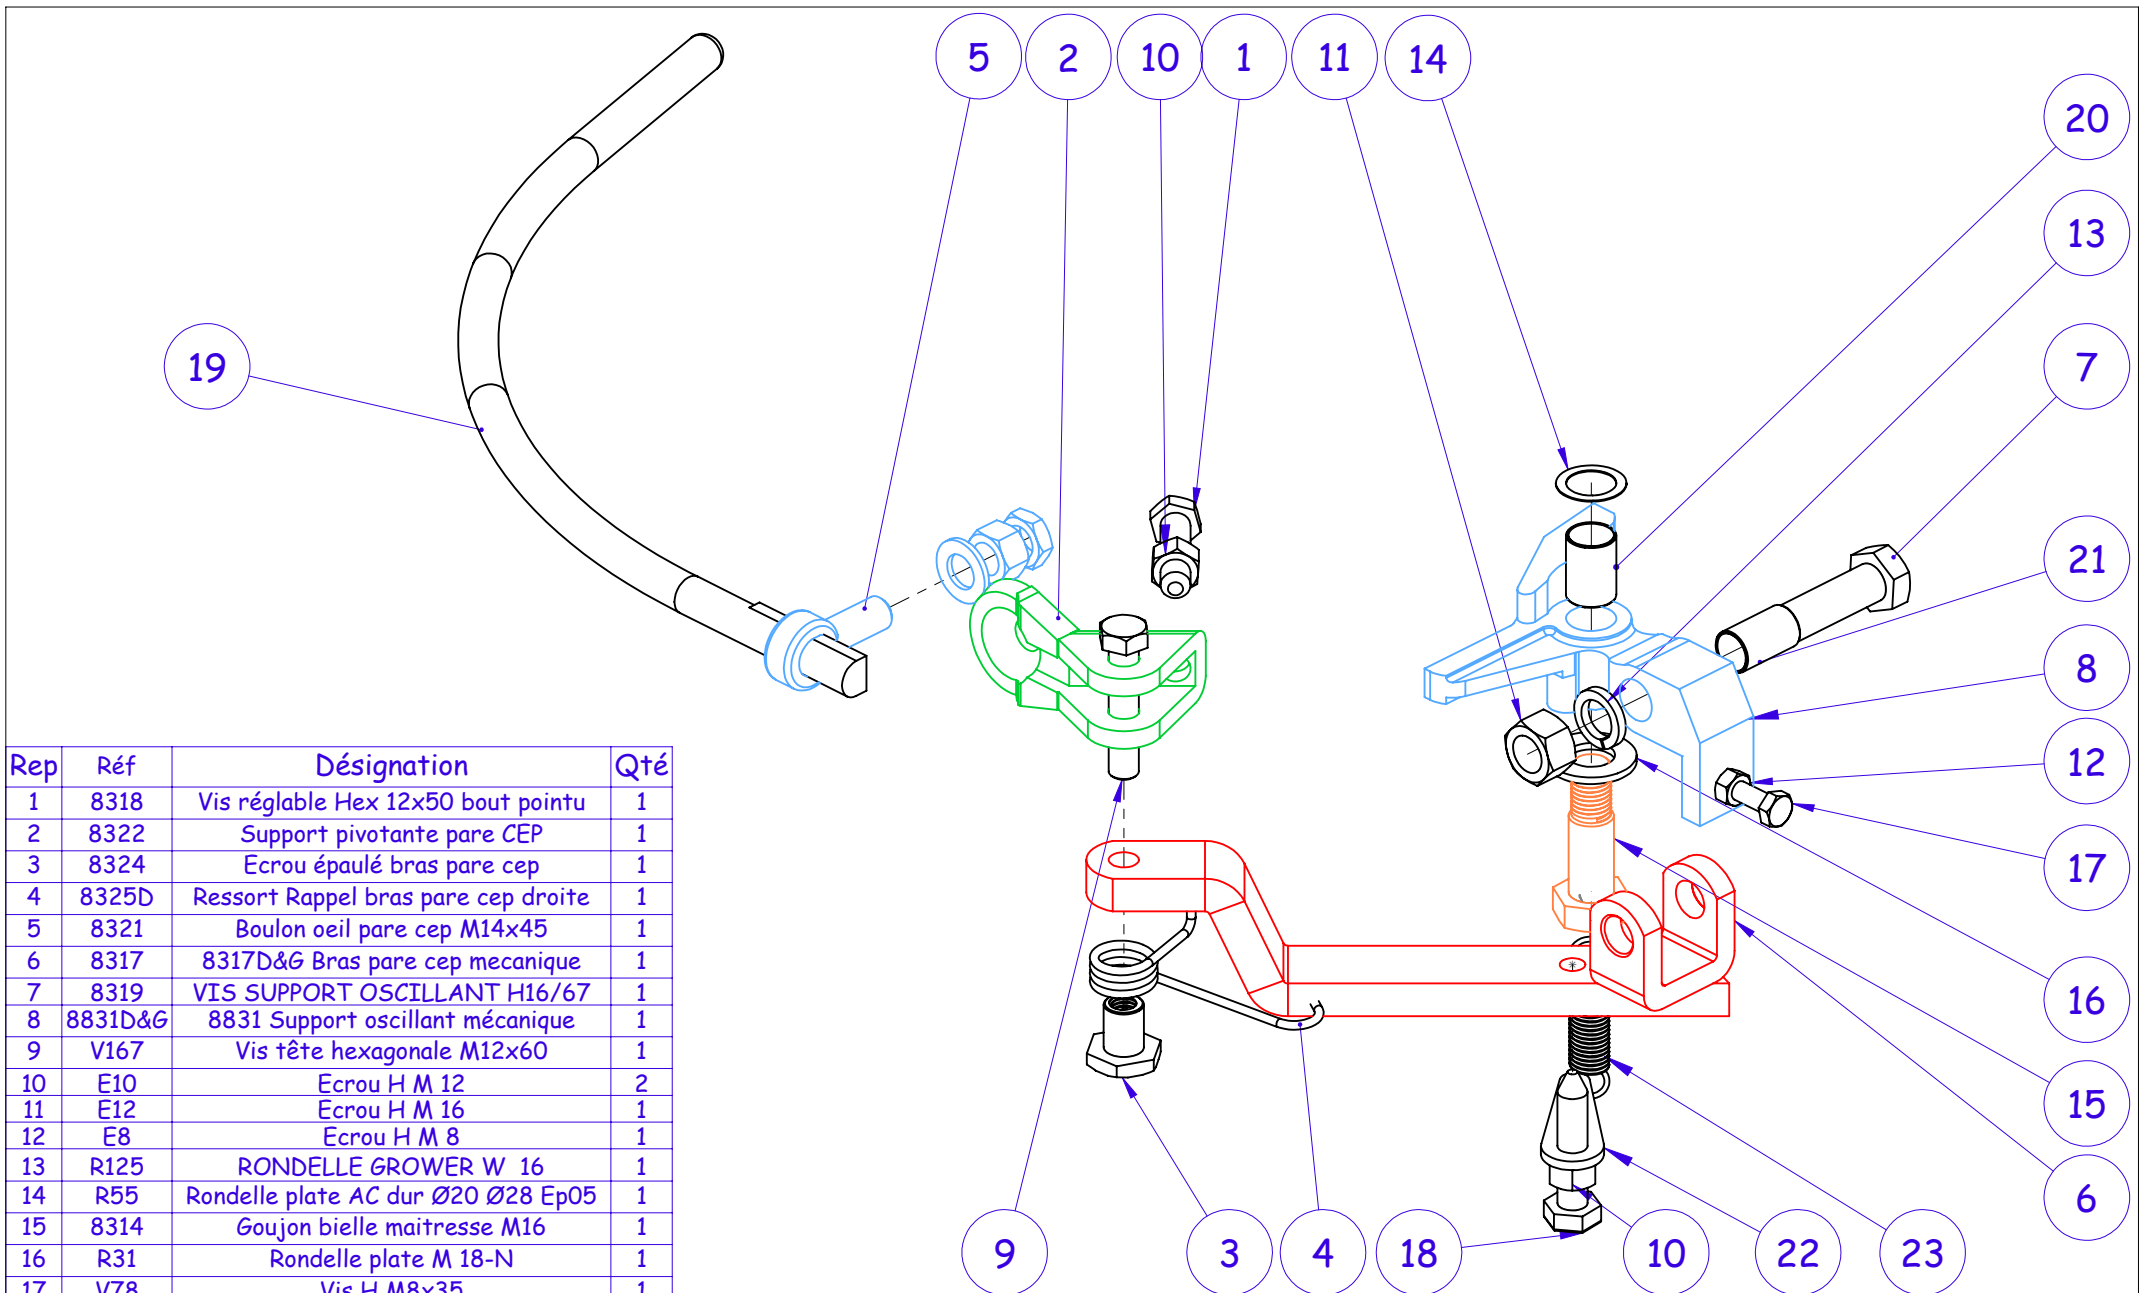 5 2 10 1 11 14
20
13
19
7
21
8
12
17
16
15
6
9 3 4 18 10 22 23
Rep Réf Désignation Qté
1 8318 Vis réglable Hex 12x50 bout pointu 1
2 8322 Support pivotante pare CEP 1
3 8324 Ecrou épaulé bras pare cep 1
4 8325D Ressort Rappel bras pare cep droite 1
5 8321 Boulon oeil pare cep M14x45 1
6 8317 8317D&G Bras pare cep mecanique 1
7 8319 VIS SUPPORT OSCILLANT H16/67 1
8 8831D&G 8831 Support oscillant mécanique 1
9 V167 Vis tête hexagonale M12x60 1
10 E10 Ecrou H M 12 2
11 E12 Ecrou H M 16 1
12 E8 Ecrou H M 8 1
13 R125 RONDELLE GROWER W 16 1
14 R55 Rondelle plate AC dur Ø20 Ø28 Ep05 1
15 8314 Goujon bielle maitresse M16 1
16 R31 Rondelle plate M 18-N 1
17 V78 Vis H M8x35 1